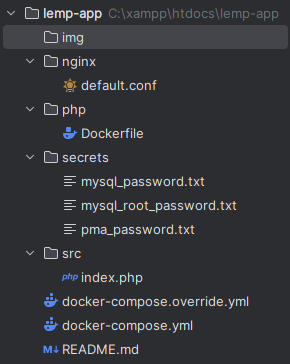 lemp-app C:\xampp\htdocs\lemp-app
img
nginx
default.conf
php
Dockerfile
secrets
mysql_password.txt
mysql_root_password.txt
pma_password.txt
src
php index.php
docker-compose.override.yml
docker-compose.yml
M↓ README.md